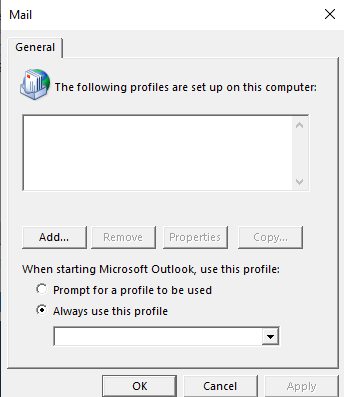 Mail
General
The following profiles are set up on this computer:
Add... Remove Properties Copy...
When starting Microsoft Outlook, use this profile:
Prompt for a profile to be used
Always use this profile
OK Cancel Apply